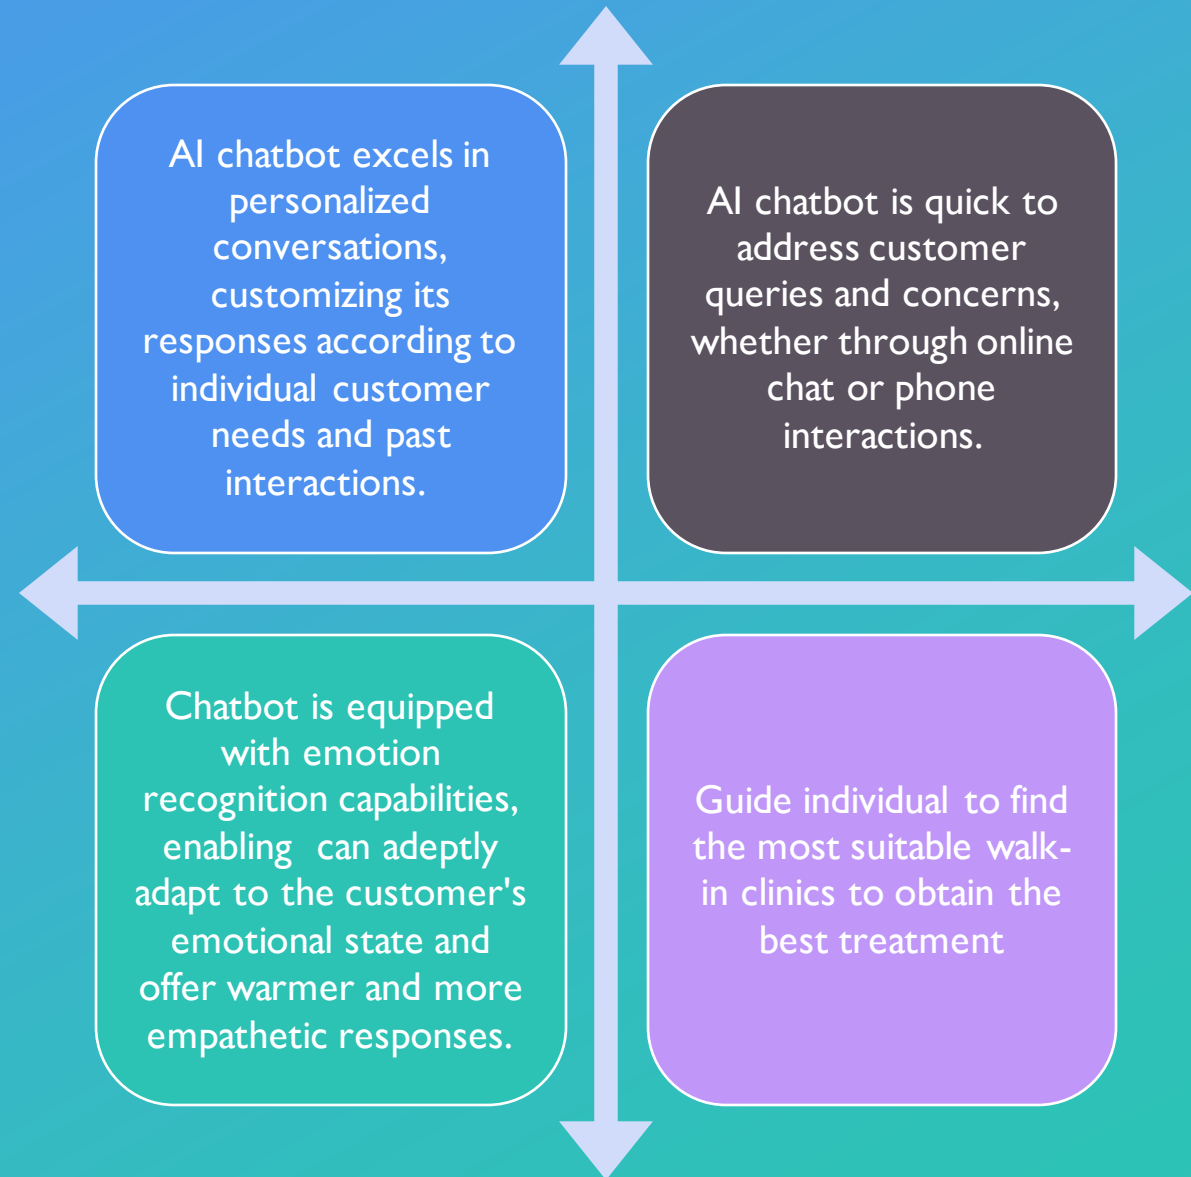 AI chatbot excels in
personalized
conversations,
customizing its
responses according to
individual customer
needs and past
interactions.
AI chatbot is quick to
address customer
queries and concerns,
whether through online
chat or phone
interactions.
Chatbot is equipped
with emotion
recognition capabilities,
enabling can adeptly
adapt to the customer's
emotional state and
offer warmer and more
empathetic responses.
Guide individual to find
the most suitable walk-
in clinics to obtain the
best treatment